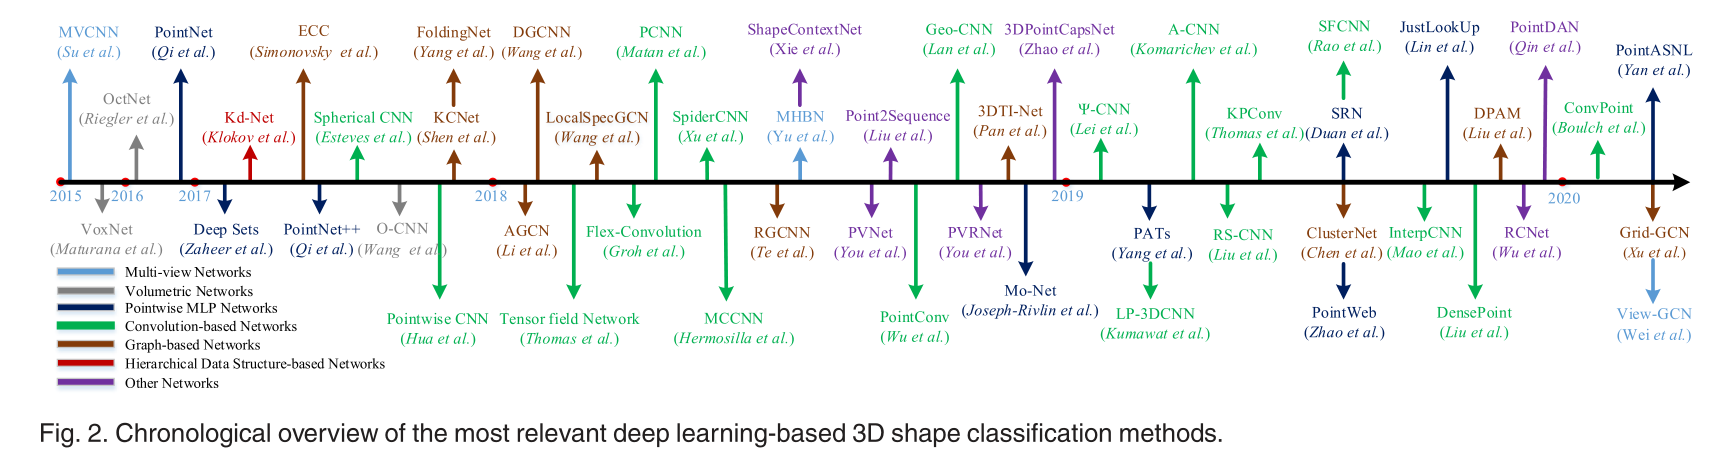 MVCNN
(Su et al.)
PointNet
(Qi et al.)
ECC
(Simonovsky et al.)
FoldingNet
(Yang et al.)
DGCNN
(Wang et al.)
PCNN
(Matan et al.)
ShapeContextNet
(Xie et al.)
Geo-CNN
(Lan et al.)
3DPointCapsNet
(Zhao et al.)
A-CNN
(Komarichev et al.)
SFCNN
(Rao et al.)
JustLookUp
(Lin et al.)
PointDAN
(Qin et al.)
PointASNL
(Yan et al.)
OctNet
(Riegler et al.)
Kd-Net
(Klokov et al.)
Spherical CNN
(Esteves et al.)
KCNet
(Shen et al.)
LocalSpecGCN
(Wang et al.)
SpiderCNN
(Xu et al.)
MHBN
(Yu et al.)
Point2Sequence
(Liu et al.)
3DTI-Net
(Pan et al.)
Ψ-CNN
(Lei et al.)
KPConv
(Thomas et al.)
SRN
(Duan et al.)
DPAM
(Liu et al.)
ConvPoint
(Boulch et al.)
2015
2016
2017
2018
2019
2020
VoxNet
(Maturana et al.)
Deep Sets
(Zaheer et al.)
PointNet++
(Qi et al.)
O-CNN
(Wang et al)
AGCN
(Li et al.)
Flex-Convolution
(Groh et al.)
RGCNN
(Te et al.)
PVNet
(You et al.)
PVRNet
(You et al.)
PATs
(Yang et al.)
RS-CNN
(Liu et al.)
ClusterNet
(Chen et al.)
InterpCNN
(Mao et al.)
RCNet
(Wu et al.)
Grid-GCN
(Xu et al.)
Pointwise CNN
(Hua et al.)
Tensor field Network
(Thomas et al.)
MCCNN
(Hermosilla et al.)
PointConv
(Wu et al.)
Mo-Net
(Joseph-Rivlin et al.)
LP-3DCNN
(Kumawat et al.)
PointWeb
(Zhao et al.)
DensePoint
(Liu et al.)
View-GCN
(Wei et al.)
Multi-view Networks
Volumetric Networks
Pointwise MLP Networks
Convolution-based Networks
Graph-based Networks
Hierarchical Data Structure-based Networks
Other Networks
Fig. 2. Chronological overview of the most relevant deep learning-based 3D shape classification methods.